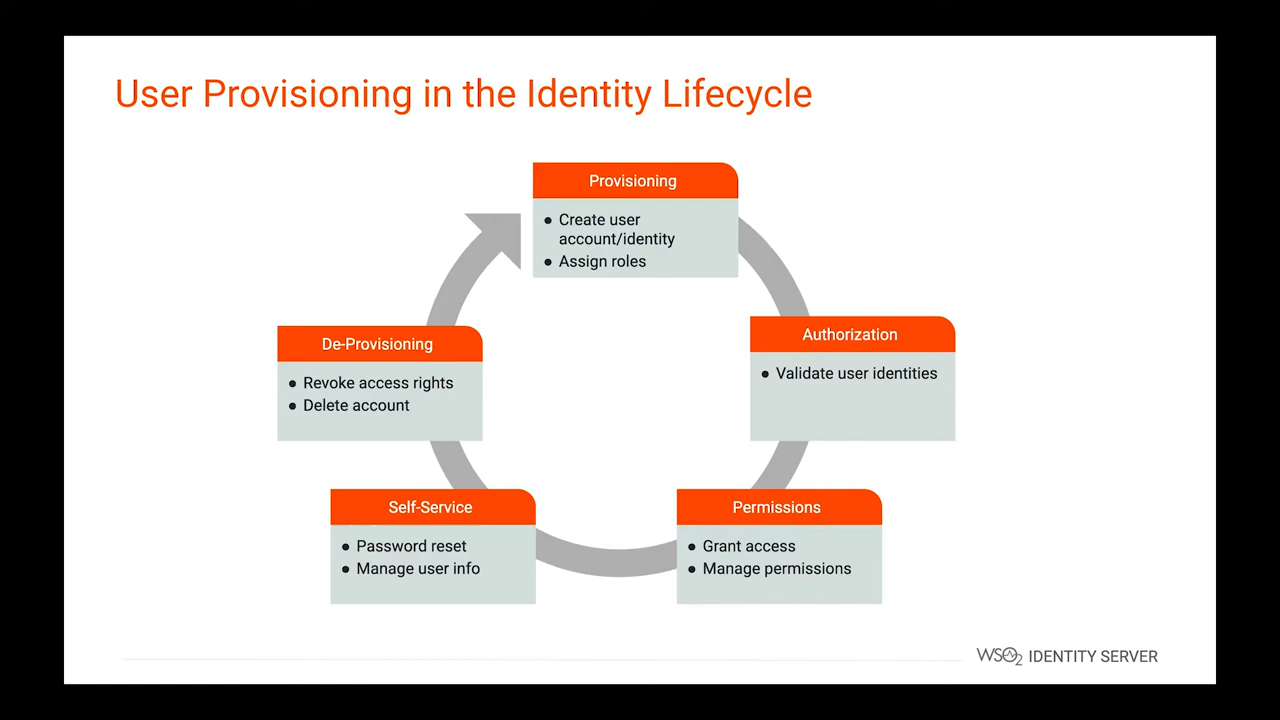 User Provisioning in the Identity Lifecycle
Provisioning
● Create user
account/identity
● Assign roles
Authorization
● Validate user identities
Permissions
● Grant access
● Manage permissions
Self-Service
● Password reset
● Manage user info
De-Provisioning
● Revoke access rights
● Delete account
WSO2 IDENTITY SERVER